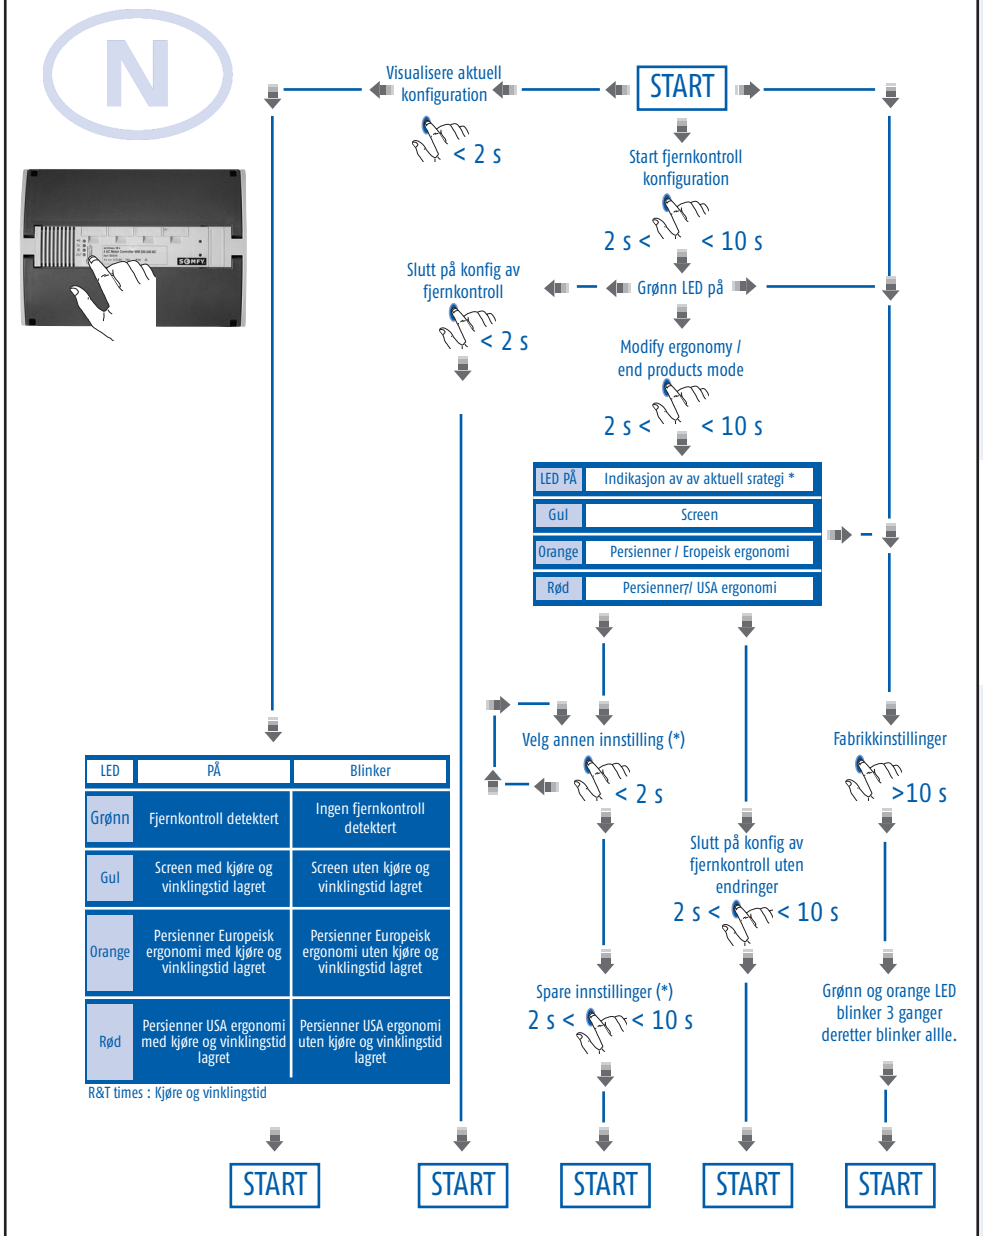 N
START
Visualisere aktuell
konfiguration
< 2 s
Start fjernkontroll
konfiguration
2 s < < 10 s
SOMFY
Slutt på konfig av
fjernkontroll
< 2 s
Grønn LED på
Modify ergonomy /
end products mode
2 s < < 10 s
LED PÅ Indikasjon av av aktuell srategi *
Gul Screen
Orange Persienner / Eropeisk ergonomi
Rød Persienner7/ USA ergonomi
Velg annen innstilling (*)
< 2 s
Fabrikkinstillinger
>10 s
LED PÅ Blinker
Grønn Fjernkontroll detektert Ingen fjernkontroll
detektert
Gul Screen med kjøre og
vinklingstid lagret Screen uten kjøre og
vinklingstid lagret
Orange Persienner Europeisk
ergonomi med kjøre og
vinklingstid lagret Persienner Europeisk
ergonomi uten kjøre og
vinklingstid lagret
Rød Persienner USA ergonomi
med kjøre og vinklingstid
lagret Persienner USA ergonomi
uten kjøre og vinklingstid
lagret
R&T times : Kjøre og vinklingstid
Slutt på konfig av
fjernkontroll uten
endringer
2 s < < 10 s
Spare innstillinger (*)
2 s < < 10 s
Grønn og orange LED
blinker 3 ganger
deretter blinker allle.
START
START
START
START
START